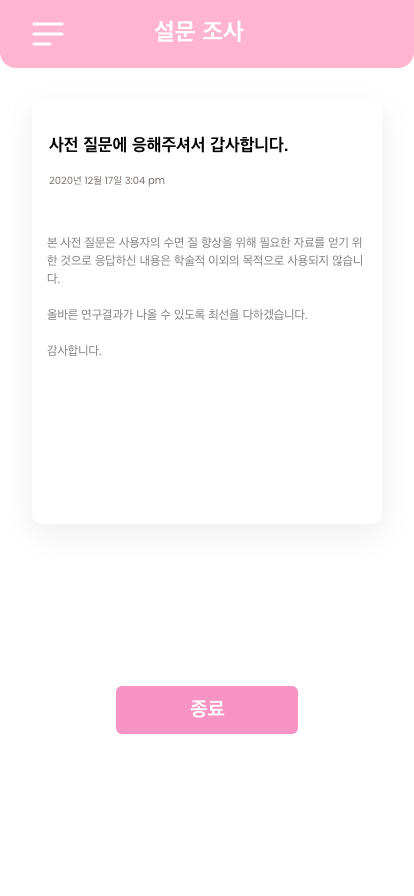 설문 조사
사전 질문에 응해주셔서 갑사합니다.
2020년 12월 17일 3:04 pm
본 사전 질문은 사용자의 수면 질 향상을 위해 필요한 자료를 얻기 위
한 것으로 응답하신 내용은 학술적 이외의 목적으로 사용되지 않습니
다.
올바른 연구결과가 나올 수 있도록 최선을 다하겠습니다.
감사합니다.
종료